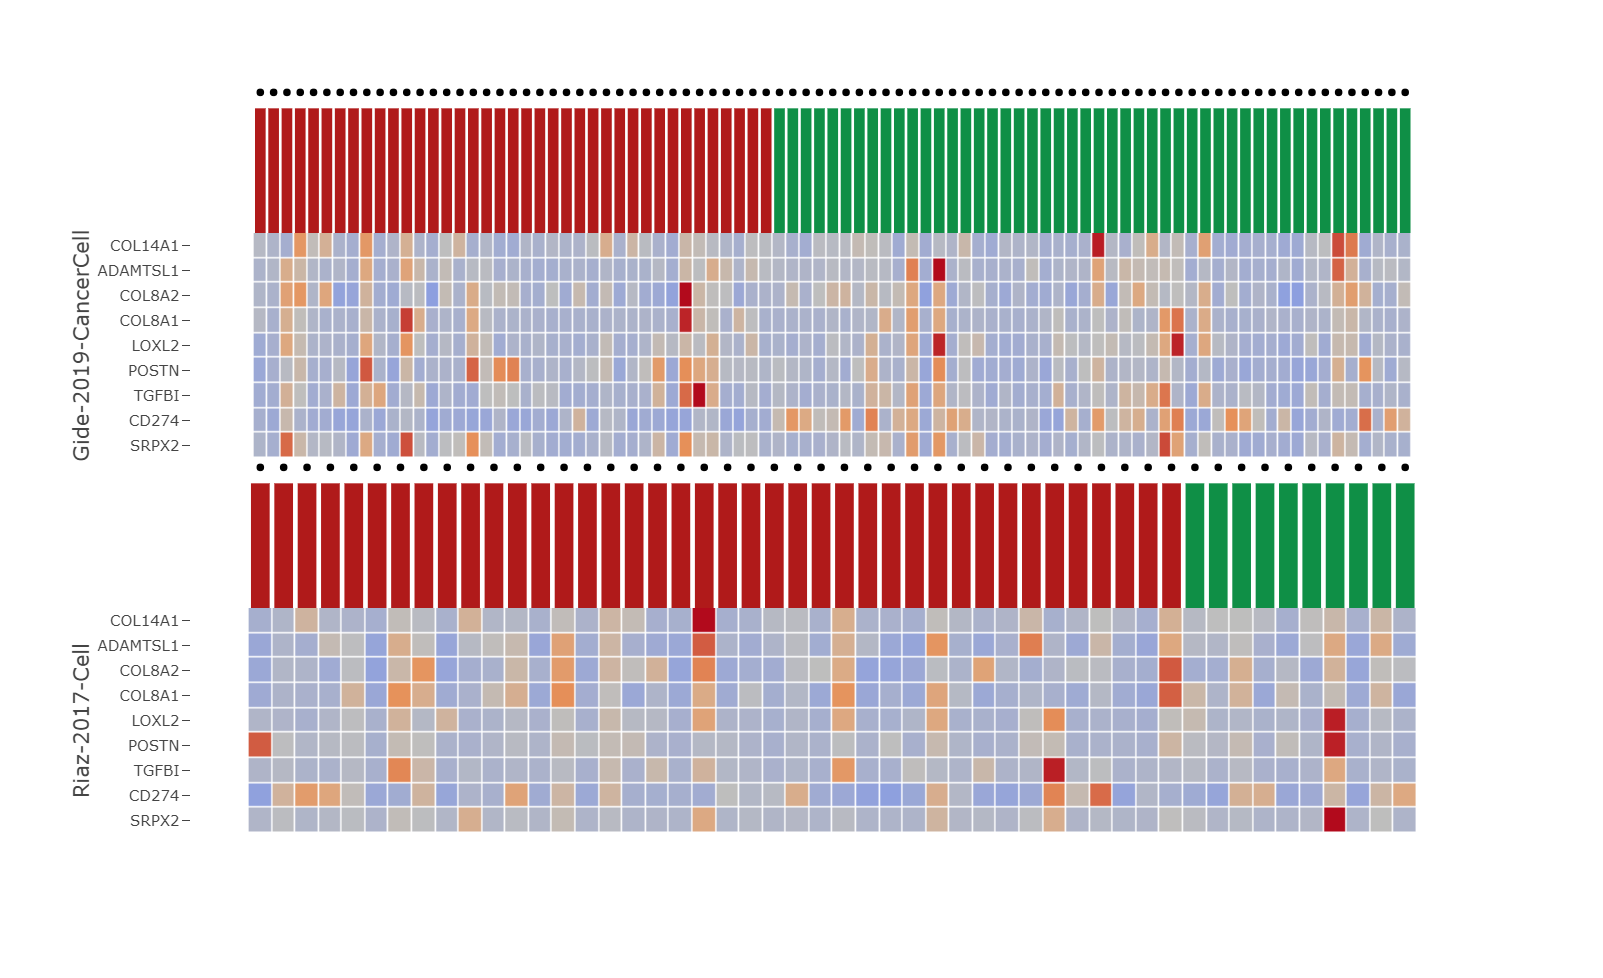 Gide-2019-CancerCell
COL14A1
ADAMTSL1
COL8A2
COL8A1
LOXL2
POSTN
TGFBI
CD274
SRPX2
Riaz-2017-Cell
COL14A1
ADAMTSL1
COL8A2
COL8A1
LOXL2
POSTN
TGFBI
CD274
SRPX2